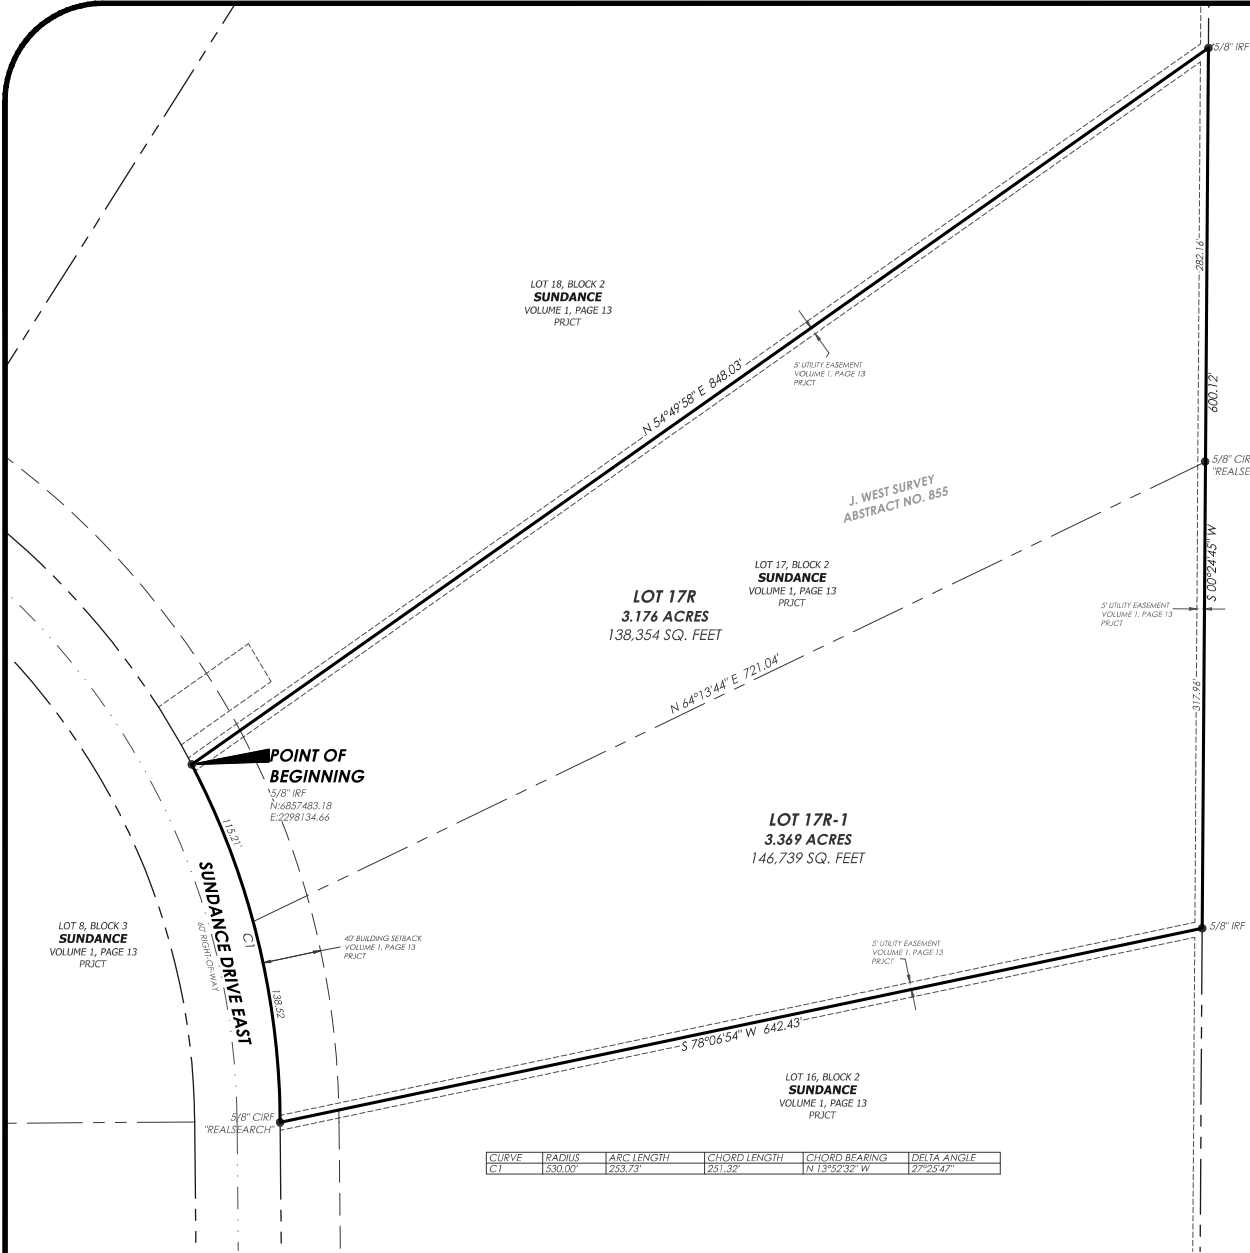 5/8" IRF
282.16'
LOT 18, BLOCK 2
SUNDANCE
VOLUME 1, PAGE 13
PRJCT
5' UTILITY EASEMENT
VOLUME 1, PAGE 13
PRJCT
N 54°49'58" E 848.03'
600.12'
5/8" CIR
"REALSE
J. WEST SURVEY
ABSTRACT NO. 855
S 00°24'45" W
LOT 17, BLOCK 2
SUNDANCE
VOLUME 1, PAGE 13
PRJCT
LOT 17R
3.176 ACRES
138,354 SQ. FEET
5' UTILITY EASEMENT
VOLUME 1, PAGE 13
PRJCT
N 64°13'44" E 721.04'
317.96'
POINT OF
BEGINNING
5/8" IRF
N:6857483.18
E:2298134.66
115.21'
LOT 17R-1
3.369 ACRES
146,739 SQ. FEET
SUNDANCE DRIVE EAST
60' RIGHT-OF-WAY
C1
LOT 8, BLOCK 3
SUNDANCE
VOLUME 1, PAGE 13
PRJCT
40' BUILDING SETBACK
VOLUME 1, PAGE 13
PRJCT
5' UTILITY EASEMENT
VOLUME 1, PAGE 13
PRJCT
5/8" IRF
138.52
S 78°06'54" W 642.43'
LOT 16, BLOCK 2
SUNDANCE
VOLUME 1, PAGE 13
PRJCT
5/8" CIRF
"REALSEARCH"
CURVE RADIUS ARC LENGTH CHORD LENGTH CHORD BEARING DELTA ANGLE
C1 530.00' 253.73' 251.32' N 13°52'32" W 27°25'47"